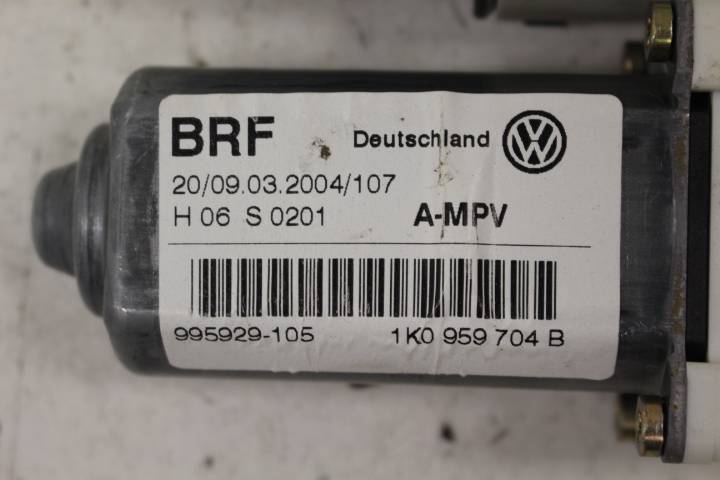 BRF Deutschland
20/09.03.2004/107
H 06 S 0201 A-MPV
995929-105 1K0 959 704 B